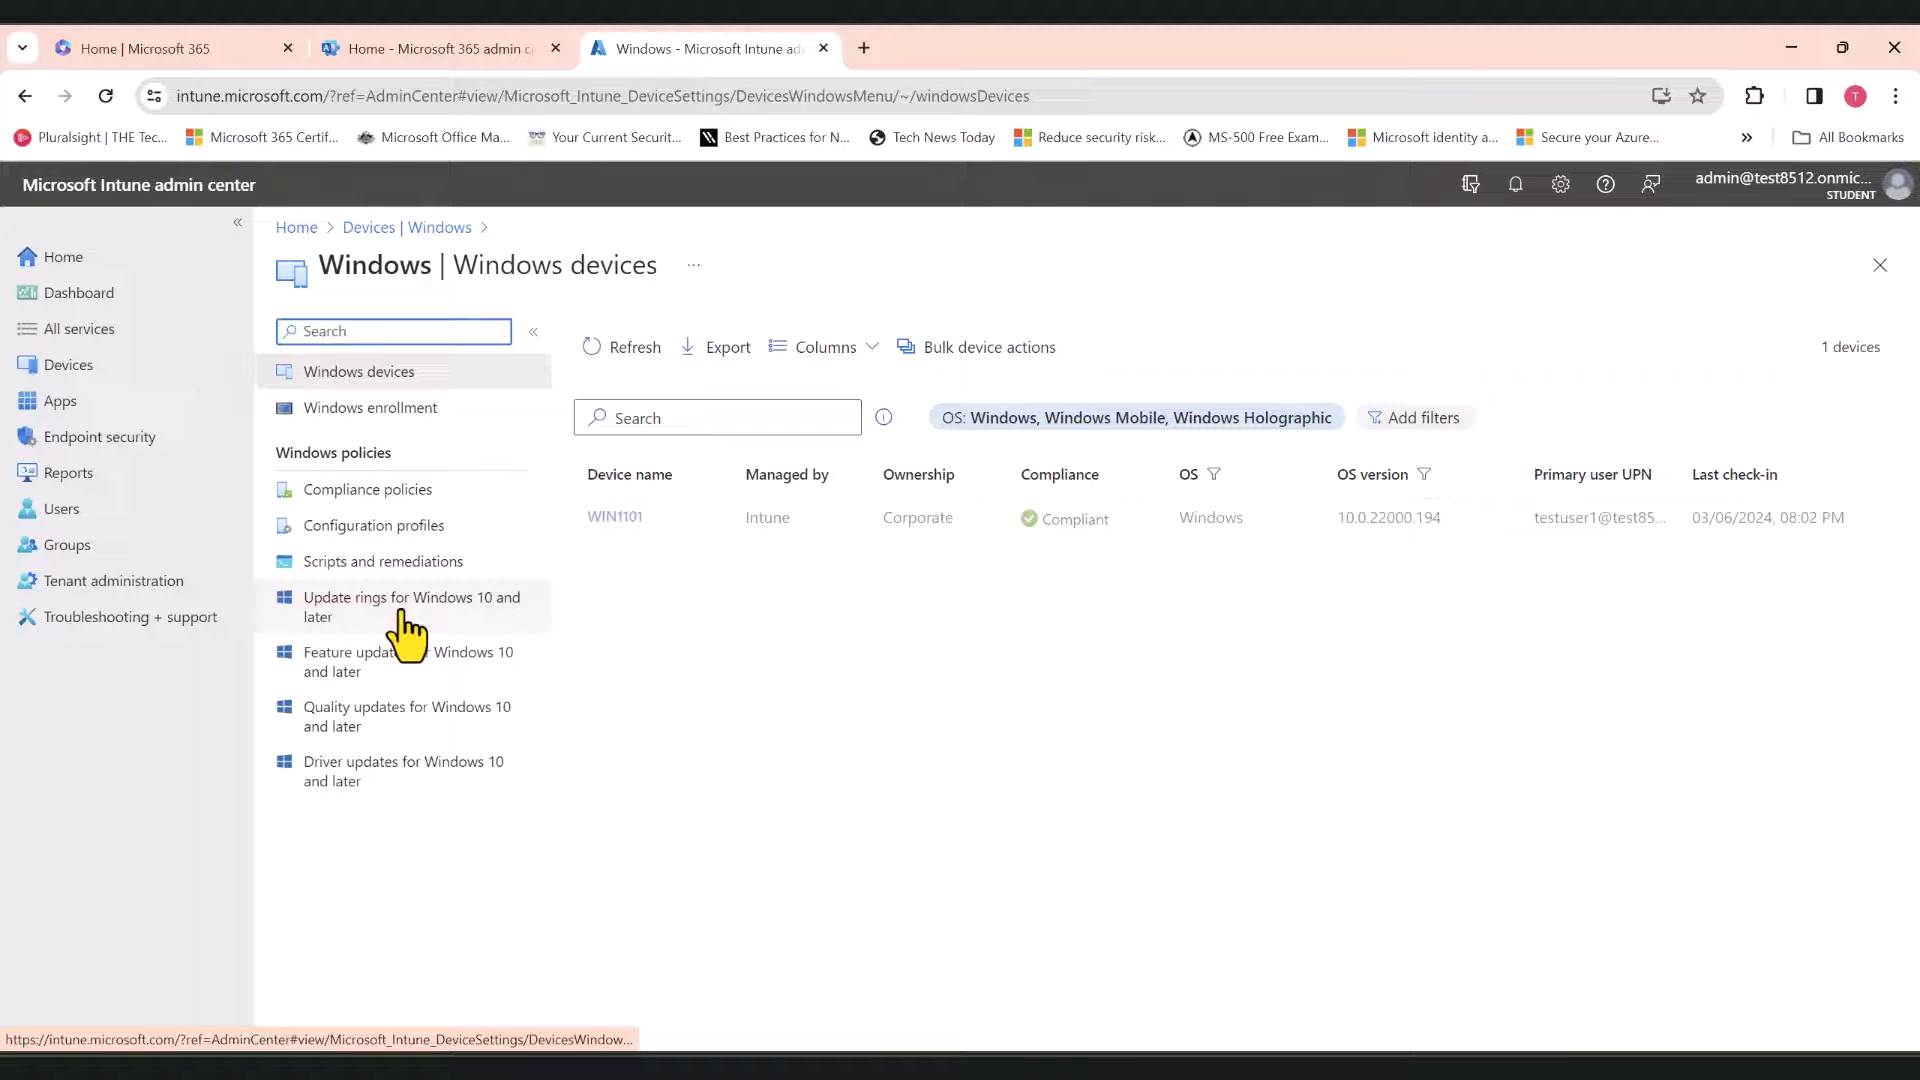 Home | Microsoft 365
Home - Microsoft 365 admin c
Windows - Microsoft Intune ad
intune.microsoft.com/?ref=AdminCenter#view/Microsoft_Intune_DeviceSettings/DevicesWindowsMenu/~/windowsDevices
T
Pluralsight | THE Tec...
Microsoft 365 Certif...
Microsoft Office Ma...
Your Current Securit...
Best Practices for N...
Tech News Today
Reduce security risk...
MS-500 Free Exam...
Microsoft identity a...
Secure your Azure...
»
All Bookmarks
Microsoft Intune admin center
admin@test8512.onmic...
STUDENT
Home
Dashboard
All services
Devices
Apps
Endpoint security
Reports
Users
Groups
Tenant administration
Troubleshooting + support
Home > Devices | Windows >
Windows | Windows devices ...
Search
Windows devices
Windows enrollment
Windows policies
Compliance policies
Configuration profiles
Scripts and remediations
Update rings for Windows 10 and
later
Feature updat Windows 10
and later
Quality updates for Windows 10
and later
Driver updates for Windows 10
and later
Refresh
Export
Columns
Bulk device actions
1 devices
Search
OS: Windows, Windows Mobile, Windows Holographic
Add filters
Device name Managed by Ownership Compliance OS OS version Primary user UPN Last check-in
WIN1101 Intune Corporate Compliant Windows 10.0.22000.194 testuser1@test85... 03/06/2024, 08:02 PM
https://intune.microsoft.com/?ref=AdminCenter#view/Microsoft_Intune_DeviceSettings/DevicesWindow...